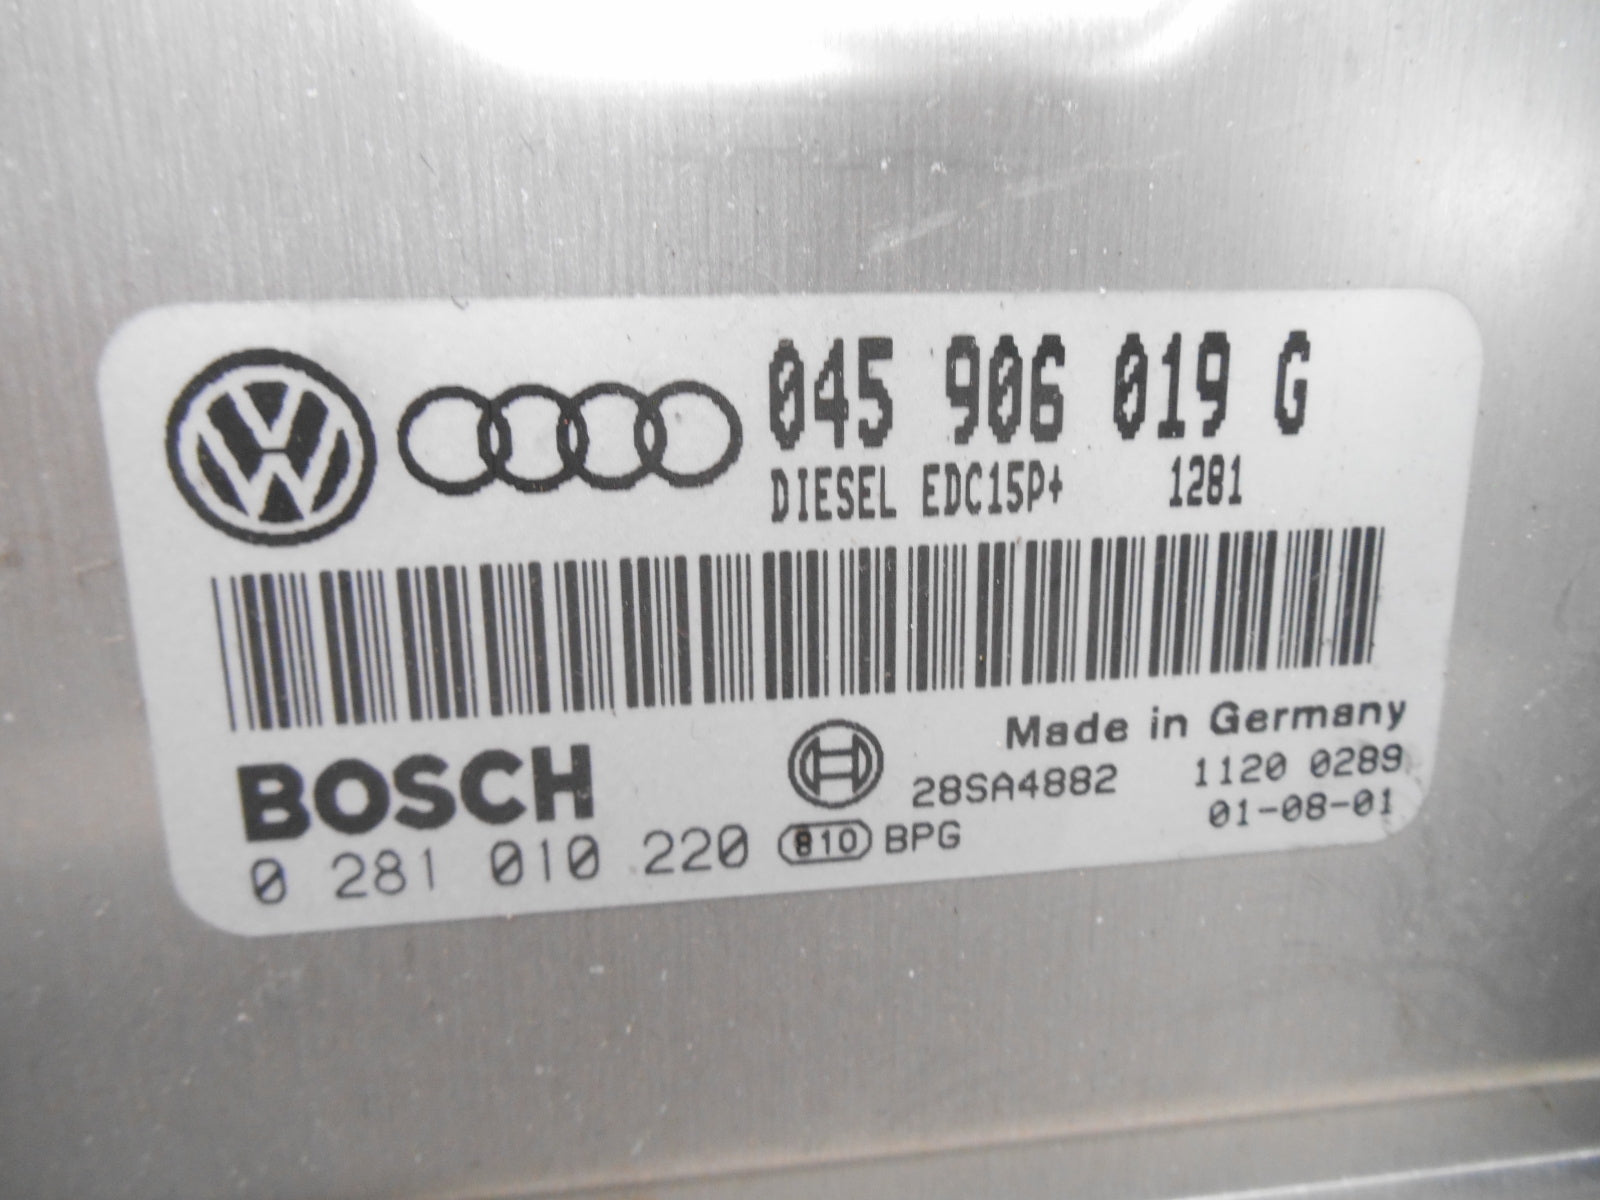 045 906 019 G
DIESEL EDC15P+ 1281
Made in Germany
BOSCH
28SA4882 1120 0289
01-08-01
0 281 010 220 810 BPG